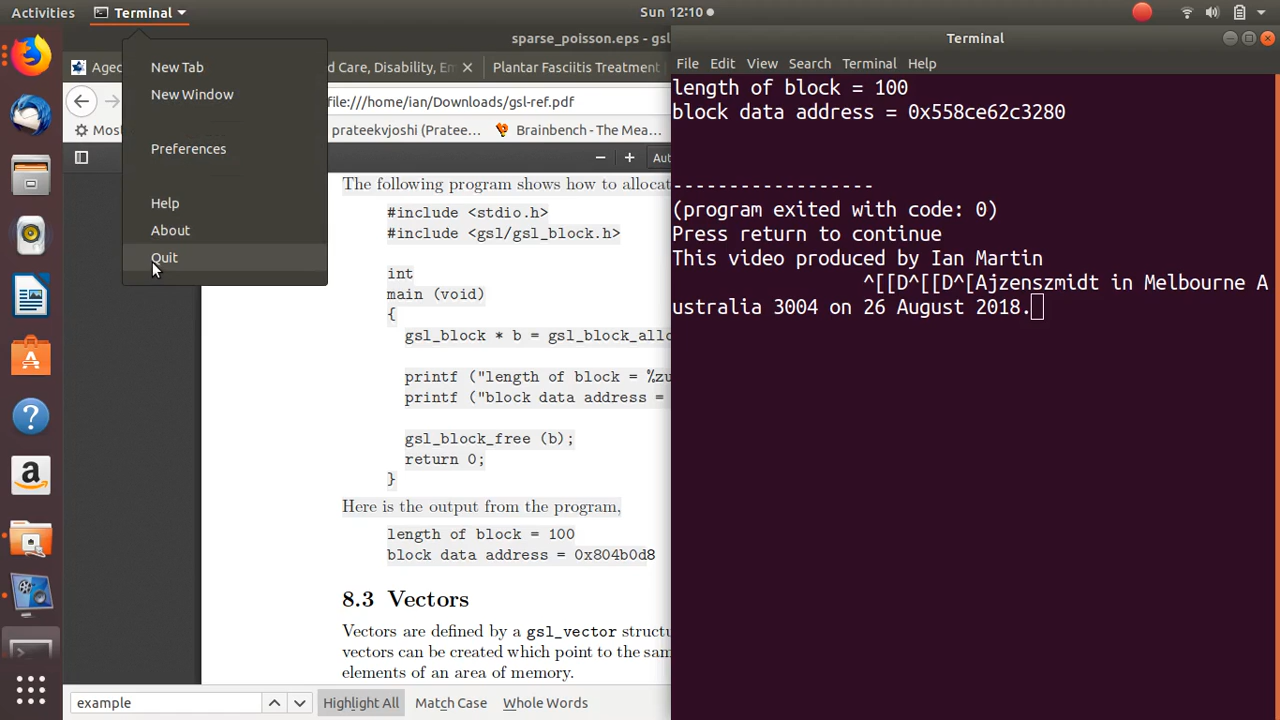 Activities
Terminal
Sun 12:10
sparse_poisson.eps - gsl
Aged
d Care, Disability, Em
Plantar Fasciitis Treatment
file:///home/ian/Downloads/gsl-ref.pdf
Most
prateekvjoshi (Pratee...
Brainbench - The Mea...
New Tab
New Window
Preferences
Help
About
Quit
The following program shows how to allocat
#include <stdio.h>
#include <gsl/gsl_block.h>
int
main (void)
{
gsl_block * b = gsl_block_allo
printf ("length of block = %zu
printf ("block data address =
gsl_block_free (b);
return 0;
}
Here is the output from the program,
length of block = 100
block data address = 0x804b0d8
8.3 Vectors
Vectors are defined by a gsl_vector struct
vectors can be created which point to the sam
elements of an area of memory.
example
Highlight All
Match Case
Whole Words
Terminal
File Edit View Search Terminal Help
length of block = 100
block data address = 0x558ce62c3280
------------------
(program exited with code: 0)
Press return to continue
This video produced by Ian Martin
^[[D^[[D^[Ajzenszmidt in Melbourne A
ustralia 3004 on 26 August 2018.